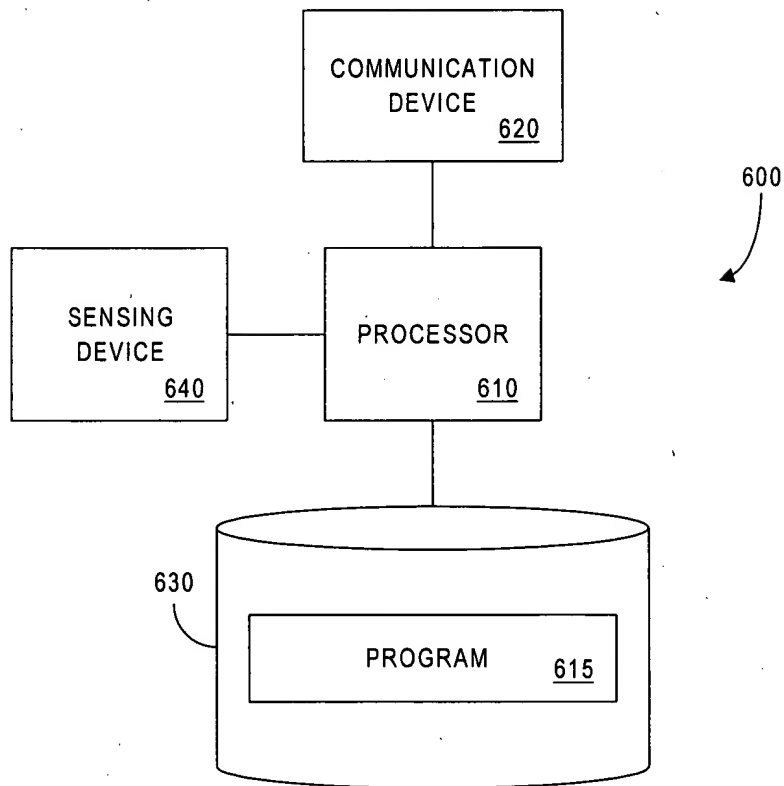 COMMUNICATION
DEVICE
620
600
SENSING
DEVICE
640
PROCESSOR
610
630
PROGRAM
615